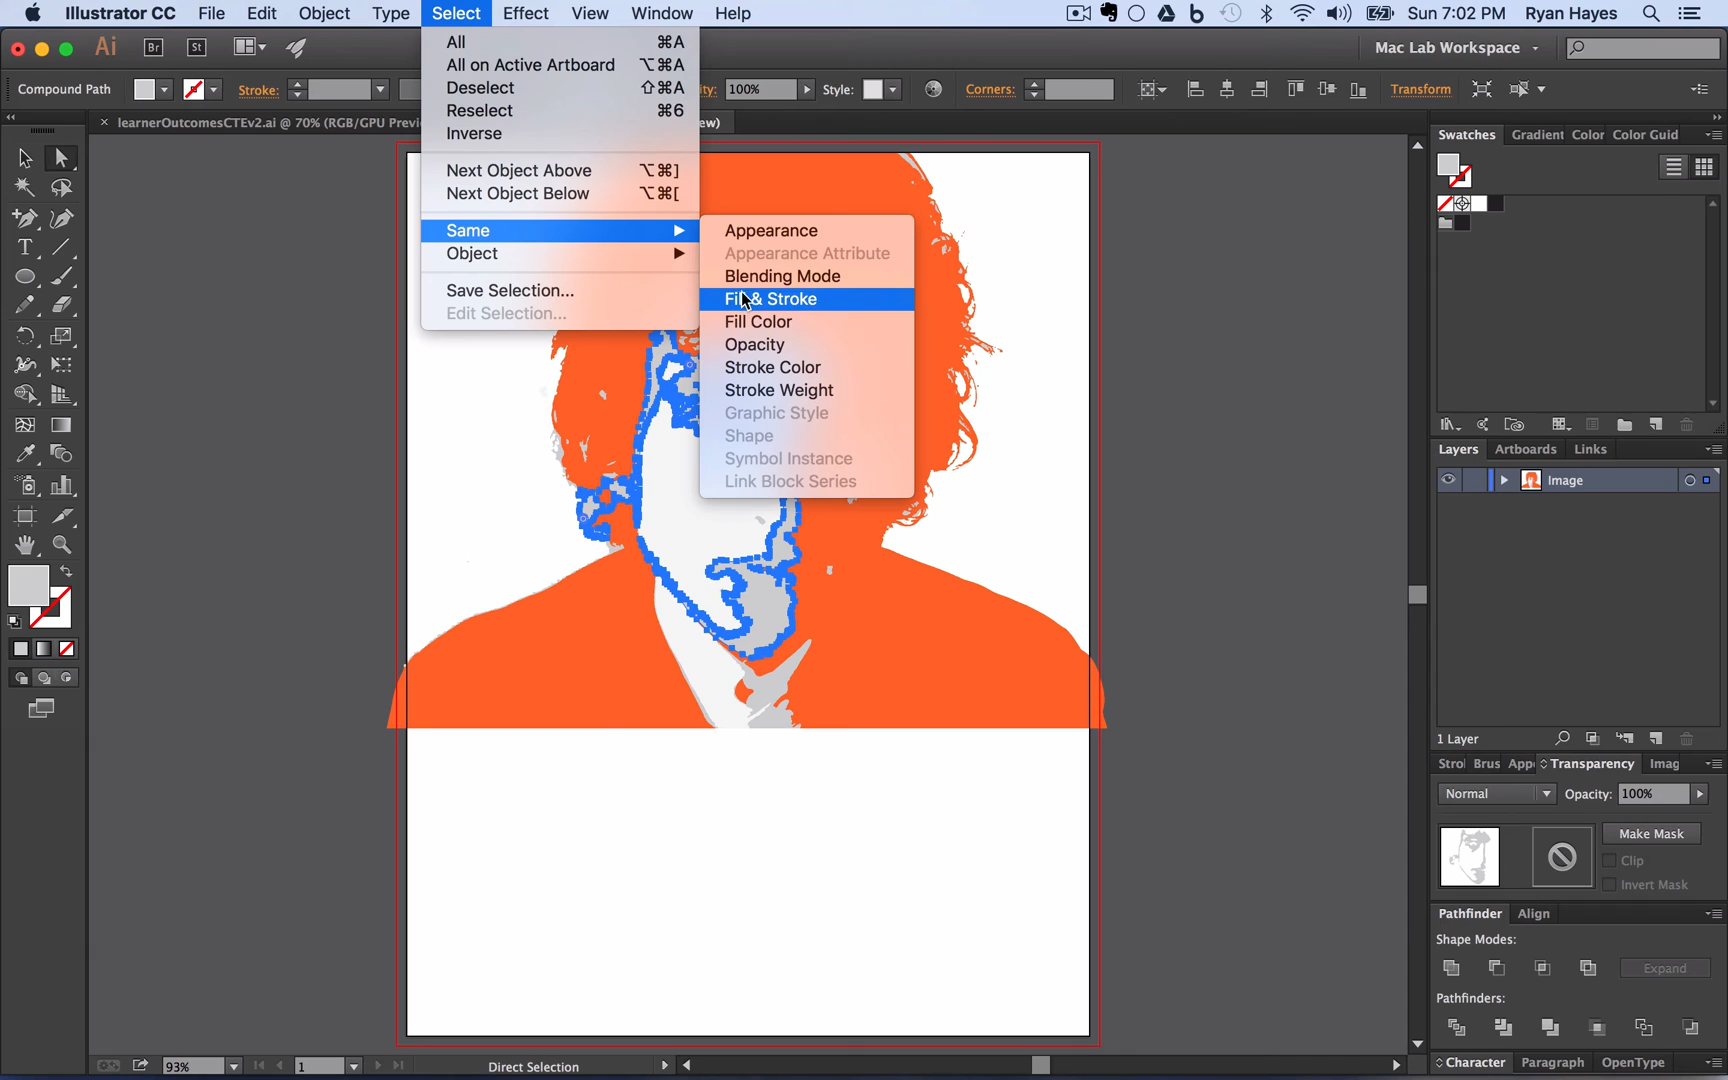 Illustrator CC File Edit Object Type Select Effect View Window Help Sun 7:02 PM Ryan Hayes
Ai Br St Mac Lab Workspace
Compound Path Stroke: 100% Style: Corners: Transform
learnerOutcomesCTEv2.ai @ 70% (RGB/GPU
All ⌘A
All on Active Artboard ⌥⌘A
Deselect ⇧⌘A
Reselect ⌘6
Inverse
Next Object Above ⌥⌘]
Next Object Below ⌥⌘[
Same
Object
Save Selection...
Edit Selection...
Appearance
Appearance Attribute
Blending Mode
Fill & Stroke
Fill Color
Opacity
Stroke Color
Stroke Weight
Graphic Style
Shape
Symbol Instance
Link Block Series
Swatches Gradient Color Color Guid
Layers Artboards Links
Image
1 Layer
Stro Brus Appe Transparency Imag
Normal Opacity: 100%
Make Mask
Clip
Invert Mask
Pathfinder Align
Shape Modes:
Expand
Pathfinders:
Character Paragraph OpenType
93% 1 Direct Selection